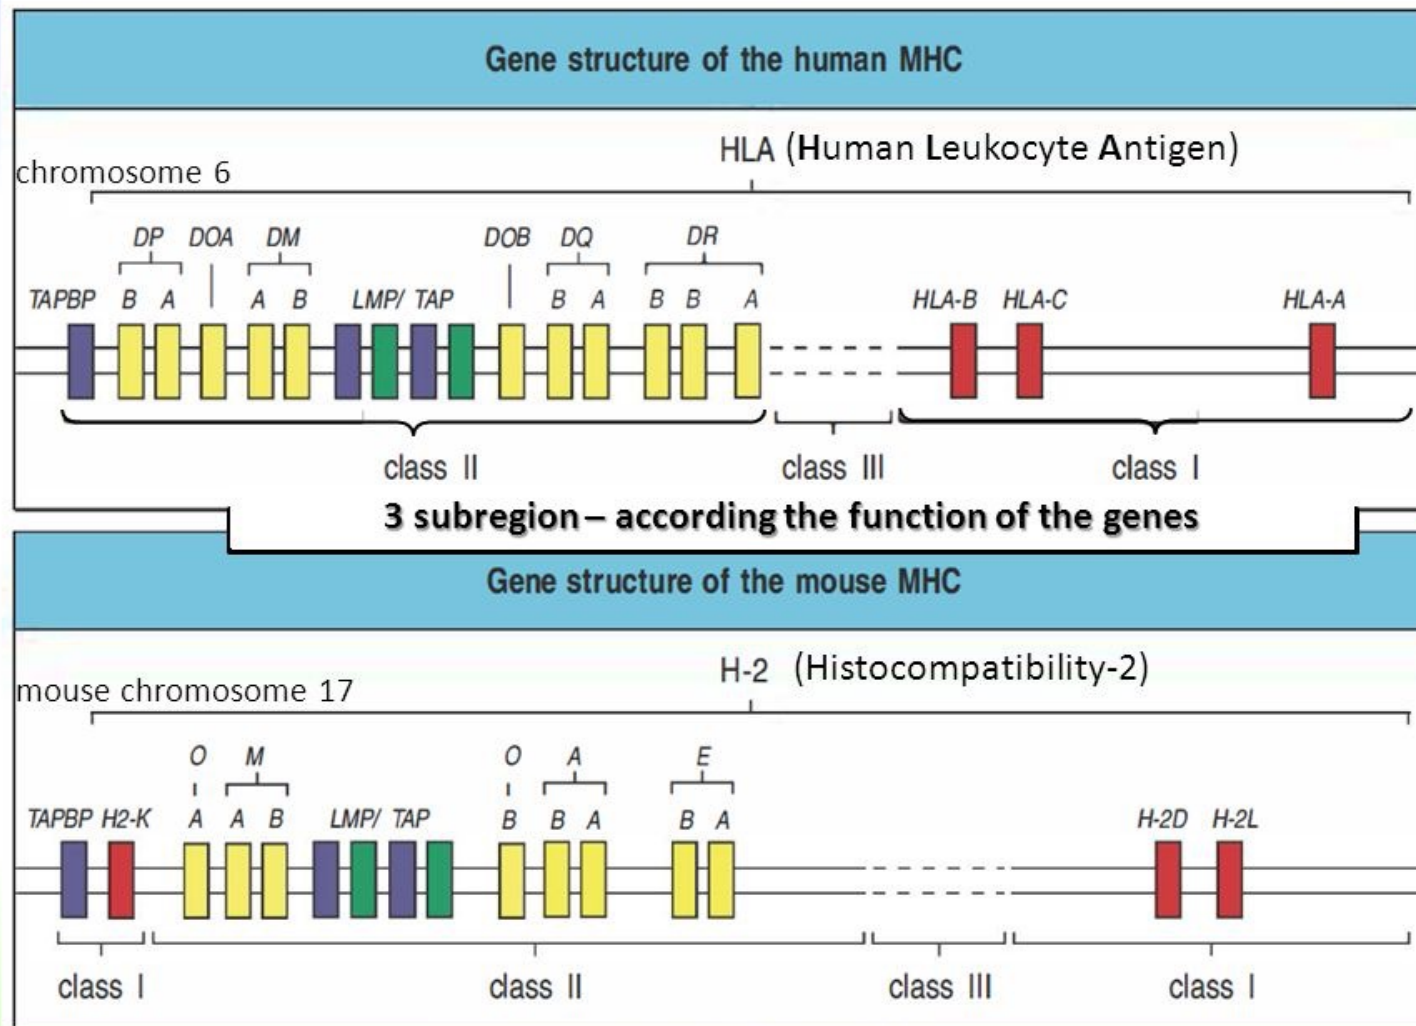 Gene structure of the human MHC
HLA (Human Leukocyte Antigen)
chromosome 6
DP DOA DM DOB DQ DR
TAPBP B A A B LMP/ TAP B A B B A HLA-B HLA-C HLA-A
class II class III class I
3 subregion – according the function of the genes
Gene structure of the mouse MHC
H-2 (Histocompatibility-2)
mouse chromosome 17
O M O A E
TAPBP H2-K A A B LMP/ TAP B B A B A H-2D H-2L
class I class II class III class I